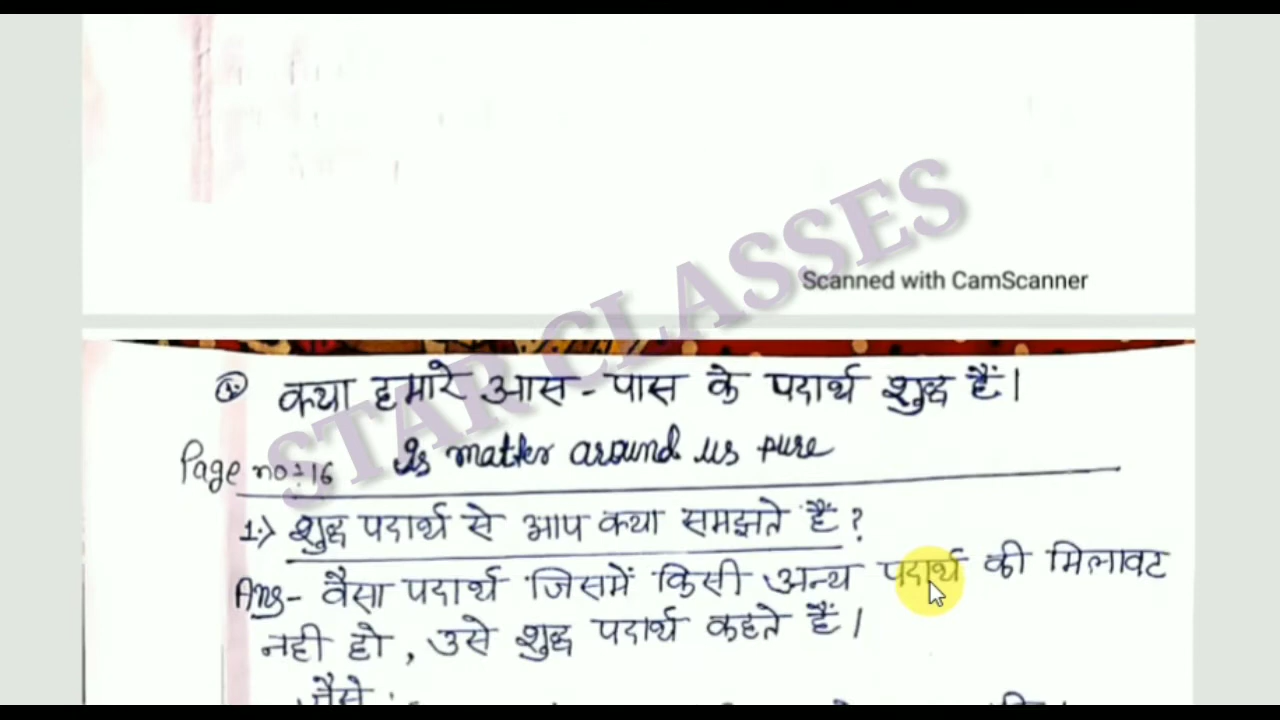 STAR CLASSES
Scanned with CamScanner
क्या हमारे आस-पास के पदार्थ शुद्ध हैं।
Page no:-16 Is matter around us pure
1.) शुद्ध पदार्थ से आप क्या समझते हैं?
Ans- वैसा पदार्थ जिसमें किसी अन्य पदार्थ की मिलावट
नही हो, उसे शुद्ध पदार्थ कहते हैं।
जैसे: